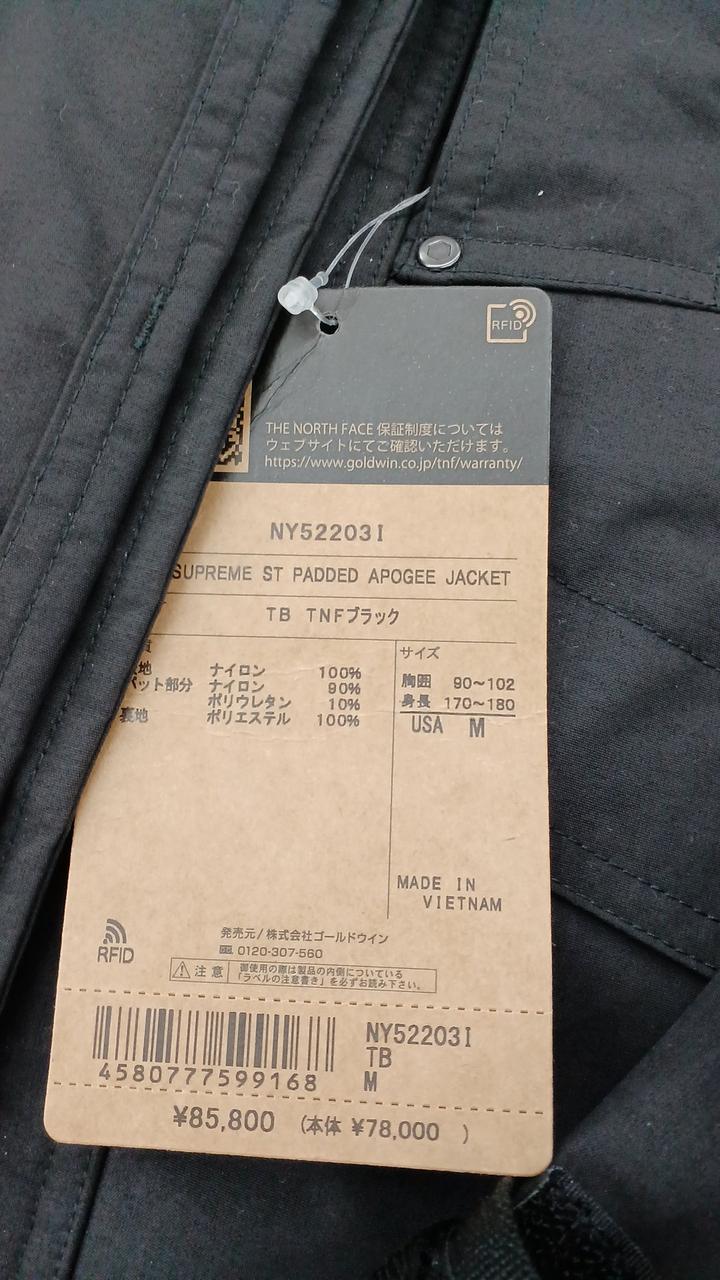 RFID
THE NORTH FACE 保証制度については
ウェブサイトにてご確認いただけます。
https://www.goldwin.co.jp/tnf/warranty/
NY52203I
SUPREME ST PADDED APOGEE JACKET
TB TNFブラック
質
地 ナイロン 100%
パット部分 ナイロン 90%
ポリウレタン 10%
裏地 ポリエステル 100%
サイズ
胸囲 90~102
身長 170~180
USA M
MADE IN
VIETNAM
RFID
発売元/株式会社ゴールドウイン
0120-307-560
注意 御使用の際は製品の内側についている
「ラベルの注意書き」を必ずお読み下さい。
4580777599168
NY52203I
TB
M
¥85,800 (本体 ¥78,000 )